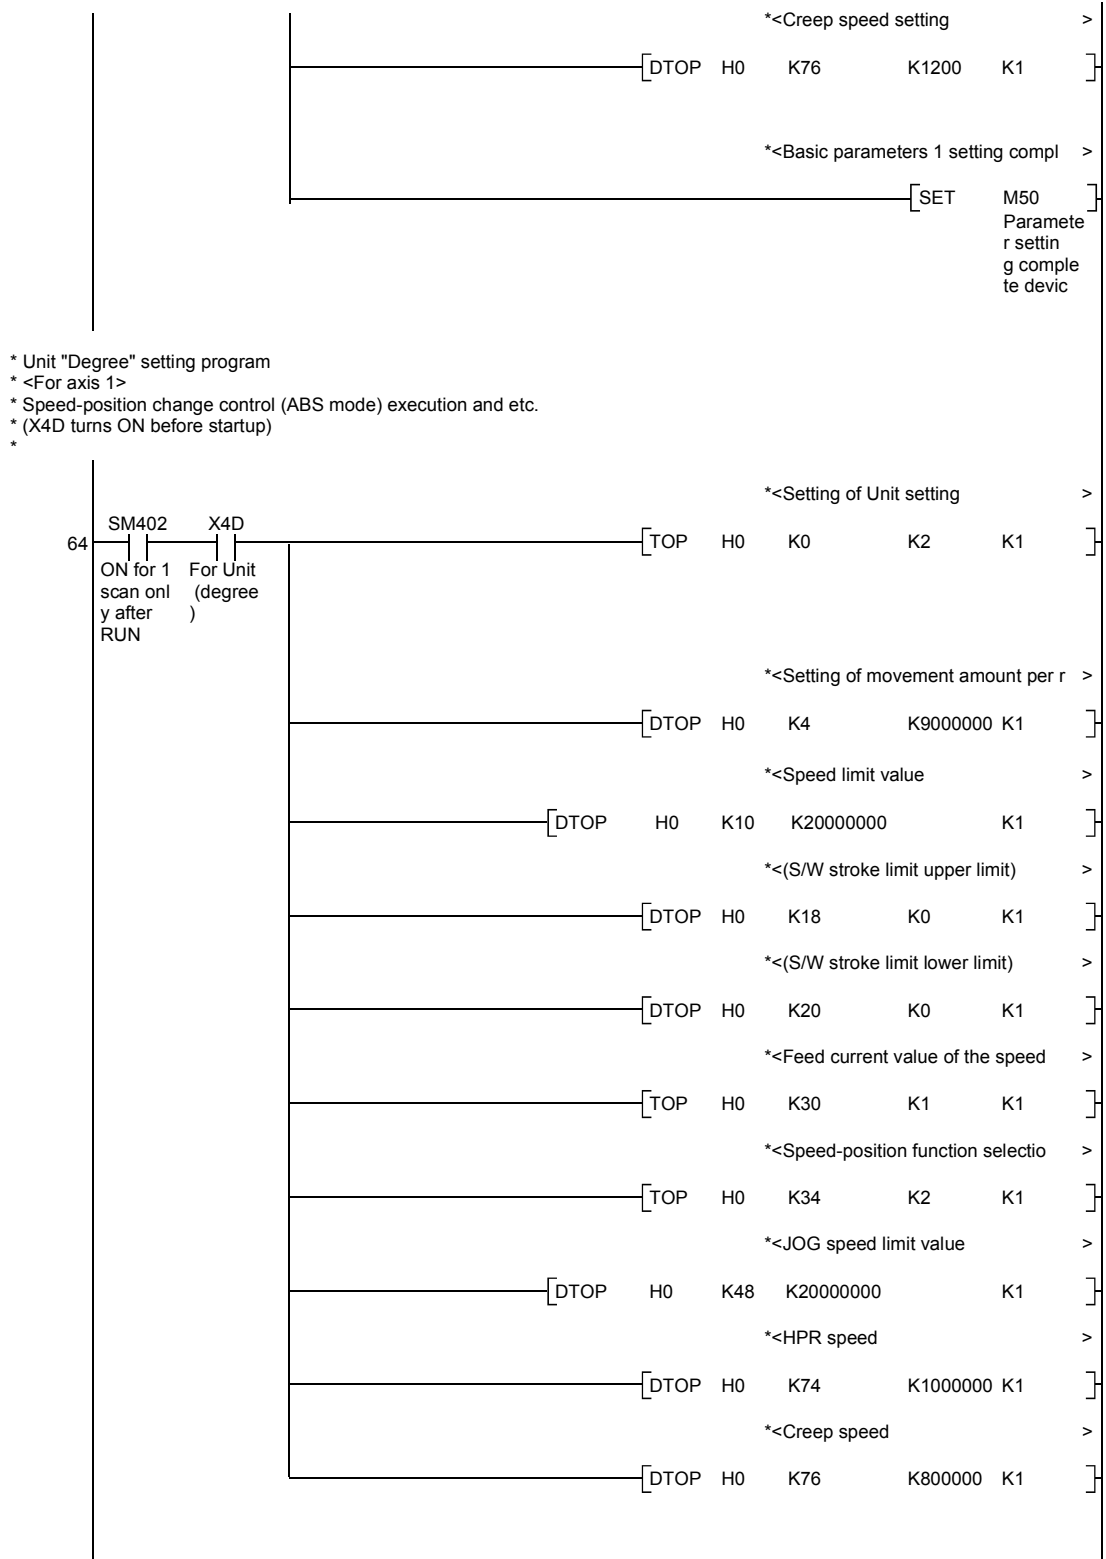 *<Creep speed setting >
DTOP H0 K76 K1200 K1
*<Basic parameters 1 setting compl >
SET M50
Paramete
r settin
g comple
te devic
* Unit "Degree" setting program
* <For axis 1>
* Speed-position change control (ABS mode) execution and etc.
* (X4D turns ON before startup)
*
*<Setting of Unit setting >
SM402 X4D
64 TOP H0 K0 K2 K1
ON for 1 For Unit
scan onl (degree
y after )
RUN
*<Setting of movement amount per r >
DTOP H0 K4 K9000000 K1
*<Speed limit value >
DTOP H0 K10 K20000000 K1
*<(S/W stroke limit upper limit) >
DTOP H0 K18 K0 K1
*<(S/W stroke limit lower limit) >
DTOP H0 K20 K0 K1
*<Feed current value of the speed >
TOP H0 K30 K1 K1
*<Speed-position function selectio >
TOP H0 K34 K2 K1
*<JOG speed limit value >
DTOP H0 K48 K20000000 K1
*<HPR speed >
DTOP H0 K74 K1000000 K1
*<Creep speed >
DTOP H0 K76 K800000 K1